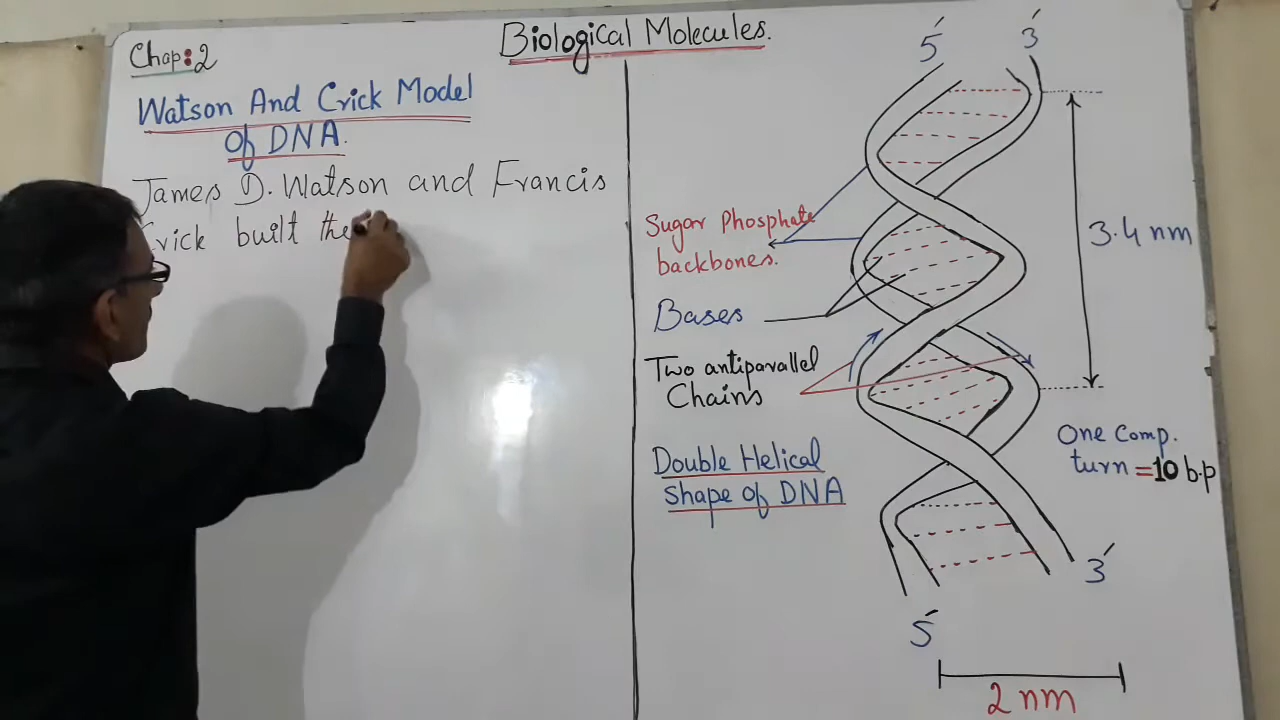 Chap:2
Biological Molecules.
Watson And Crick Model
of DNA.
James D. Watson and Francis
Crick built the
5′
3′
3.4 nm
Sugar Phosphate
backbones.
Bases
Two antiparallel
Chains
Double Helical
shape of DNA
One Comp.
turn =10 b.p
3′
5′
2 nm